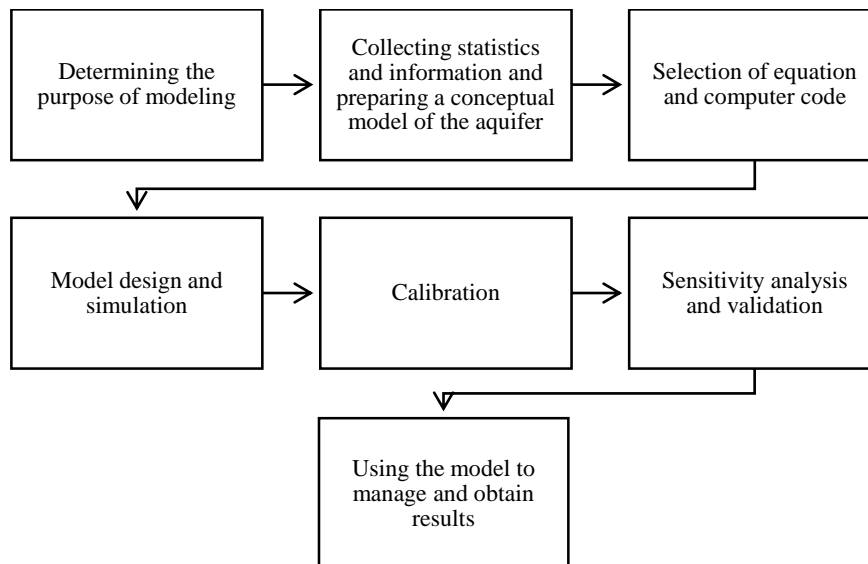 Determining the
purpose of modeling
Collecting statistics
and information and
preparing a conceptual
model of the aquifer
Selection of equation
and computer code
Model design and
simulation
Calibration
Sensitivity analysis
and validation
Using the model to
manage and obtain
results